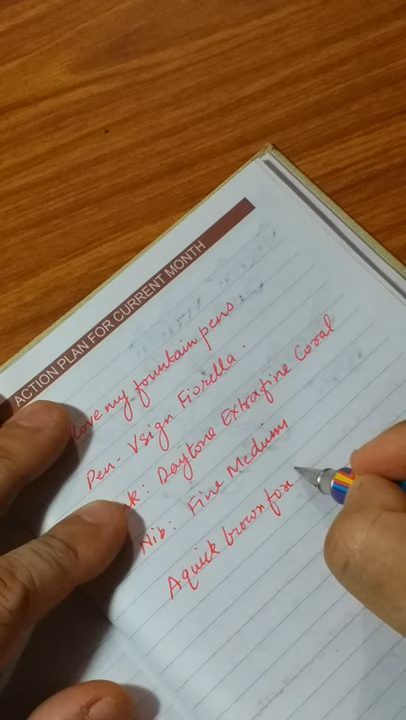 ACTION PLAN FOR CURRENT MONTH
love my fountain pens.
Pen - Vsign Fiorella.
k: Daytone Extrafine Coral
Nib: Fine Medium
A quick brown fox